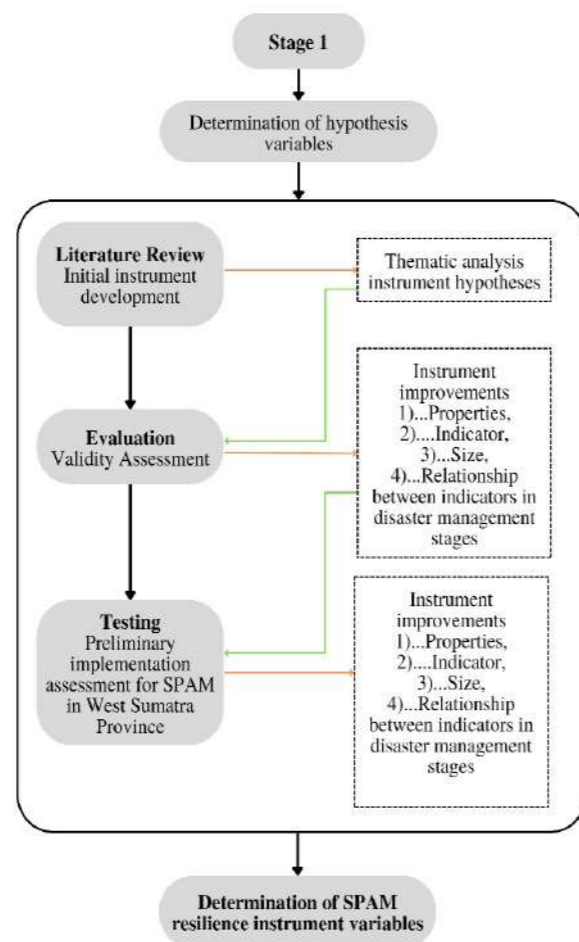 Stage 1
Determination of hypothesis
variables
Literature Review
Initial instrument
development
Thematic analysis
instrument hypotheses
Evaluation
Validity Assessment
Instrument
improvements
1)...Properties,
2)....Indicator,
3)...Size,
4)...Relationship
between indicators in
disaster management
stages
Testing
Preliminary
implementation
assessment for SPAM
in West Sumatra
Province
Instrument
improvements
1)...Properties,
2)....Indicator,
3)...Size,
4)...Relationship
between indicators in
disaster management
stages
Determination of SPAM
resilience instrument variables